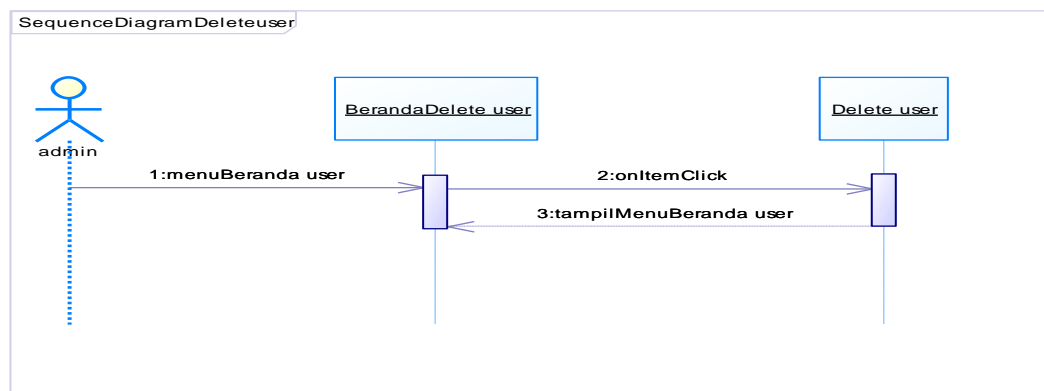 SequenceDiagramDeleteuser
BerandaDelete user
Delete user
admin
1:menuBeranda user
2:onItemClick
3:tampilMenuBeranda user